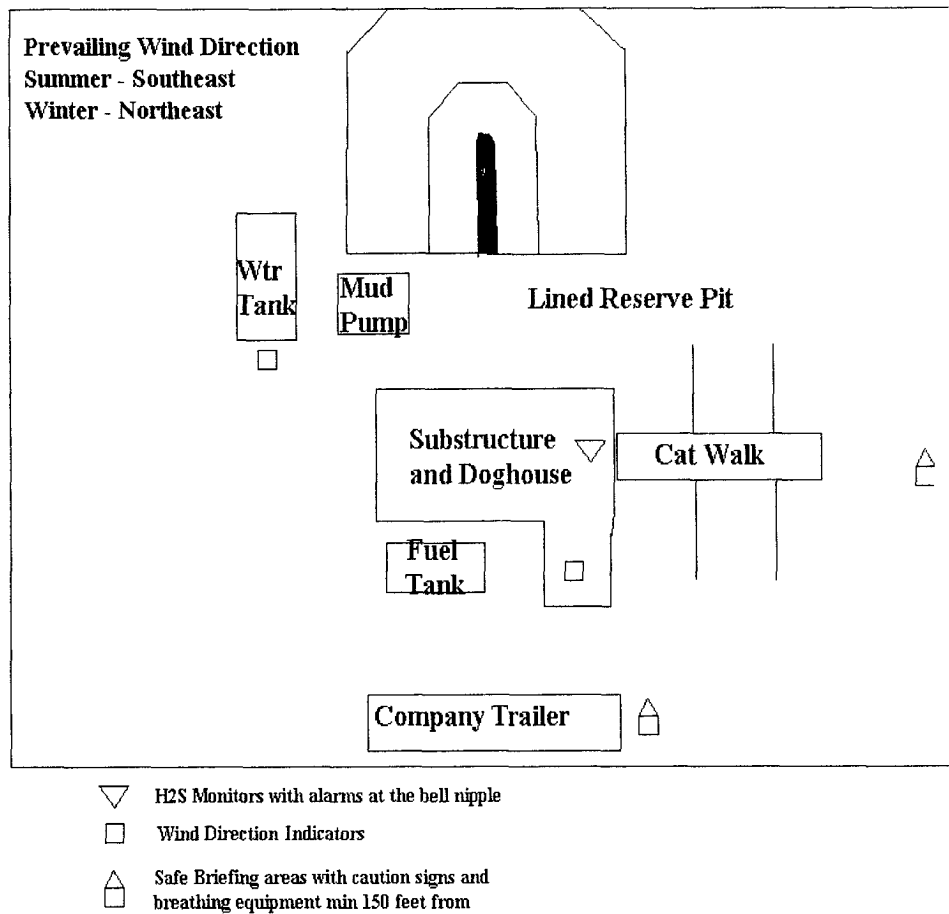 Prevailing Wind Direction
Summer - Southeast
Winter - Northeast
Wtr
Tank
Mud
Pump
Lined Reserve Pit
Substructure
and Doghouse
Cat Walk
Fuel
Tank
Company Trailer
H2S Monitors with alarms at the bell nipple
Wind Direction Indicators
Safe Briefing areas with caution signs and
breathing equipment min 150 feet from